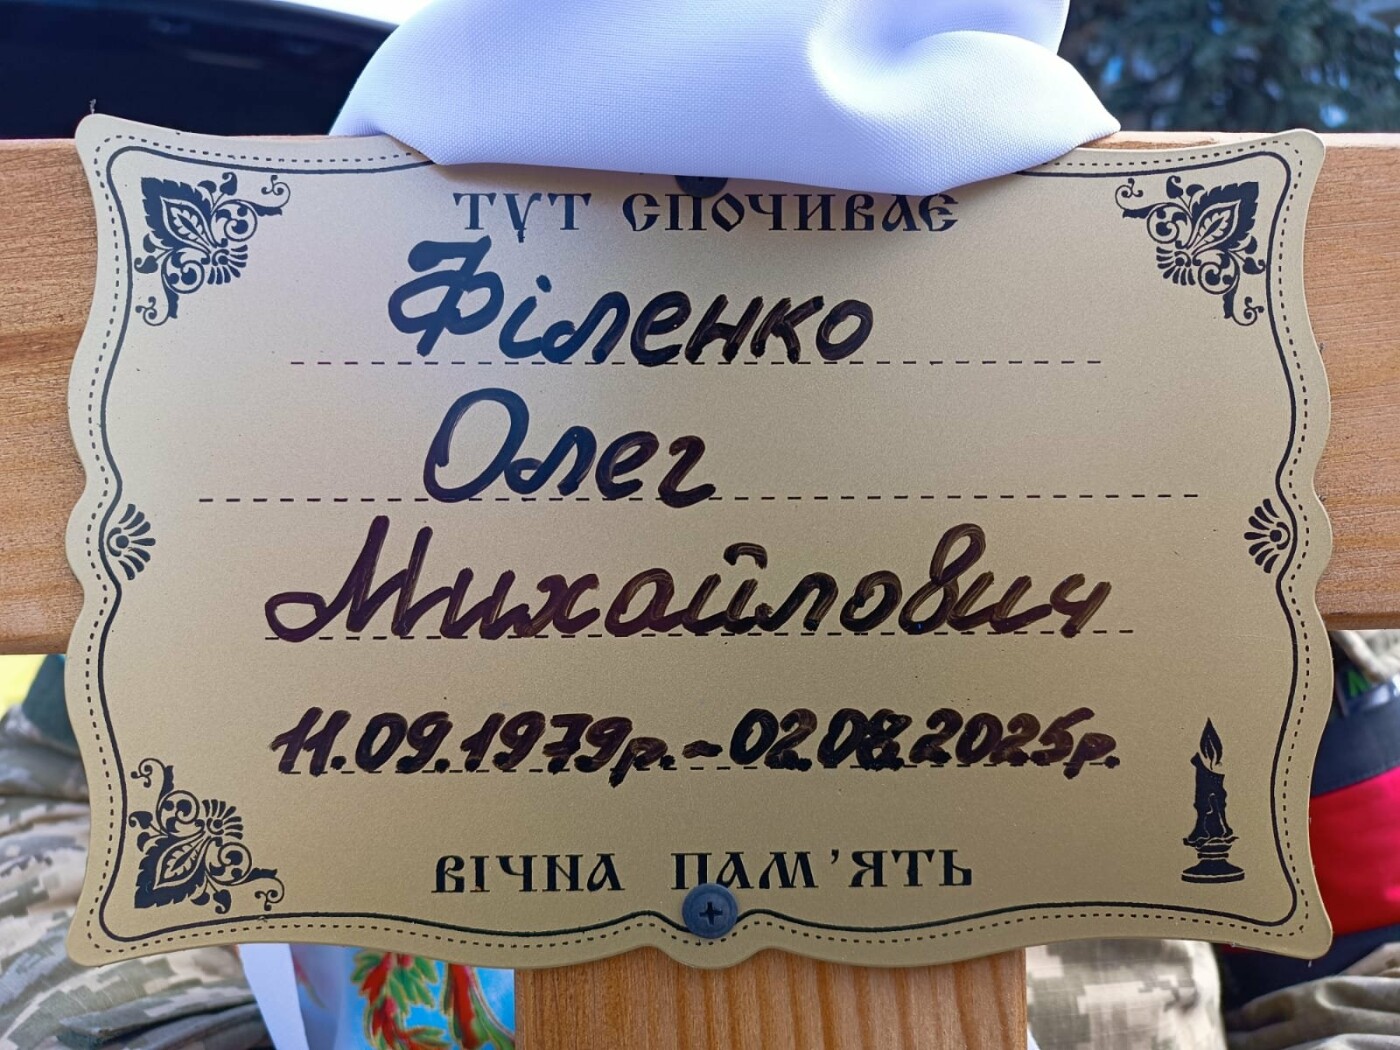 ТУТ СПОЧИВАЄ
Філенко
Олег
Михайлович
11.09.1979р.-02.08.2025р.
ВІЧНА ПАМ'ЯТЬ